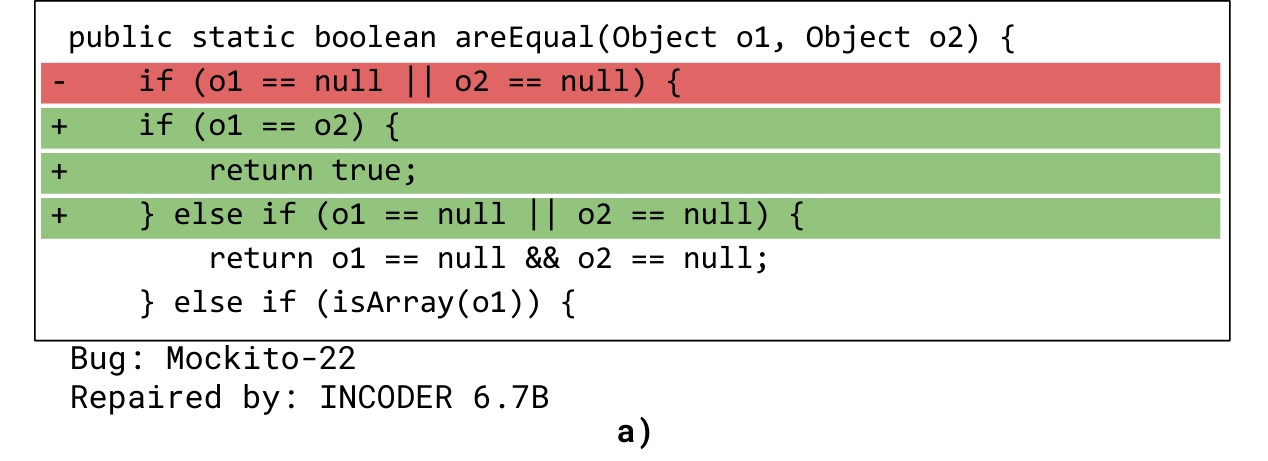 public static boolean areEqual(Object o1, Object o2) {
-    if (o1 == null || o2 == null) {
+    if (o1 == o2) {
+        return true;
+    } else if (o1 == null || o2 == null) {
        return o1 == null && o2 == null;
    } else if (isArray(o1)) {
Bug: Mockito-22
Repaired by: INCODER 6.7B
a)